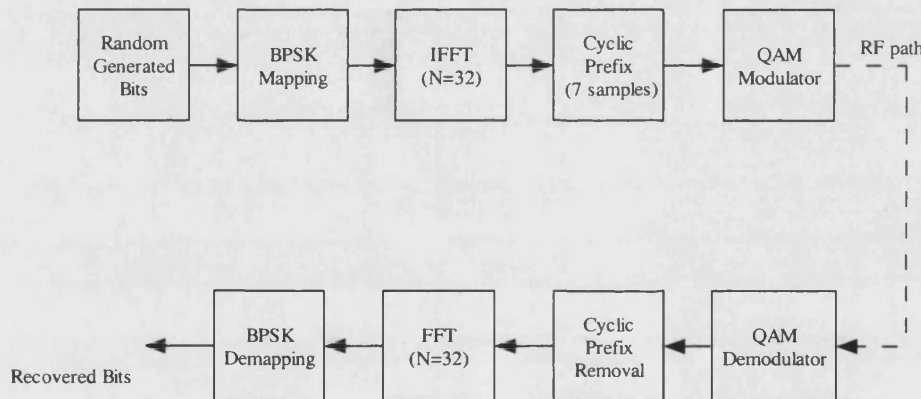 Random
Generated
Bits
BPSK
Mapping
IFFT
(N=32)
Cyclic
Prefix
(7 samples)
QAM
Modulator
RF path
BPSK
Demapping
FFT
(N=32)
Cyclic
Prefix
Removal
QAM
Demodulator
Recovered Bits